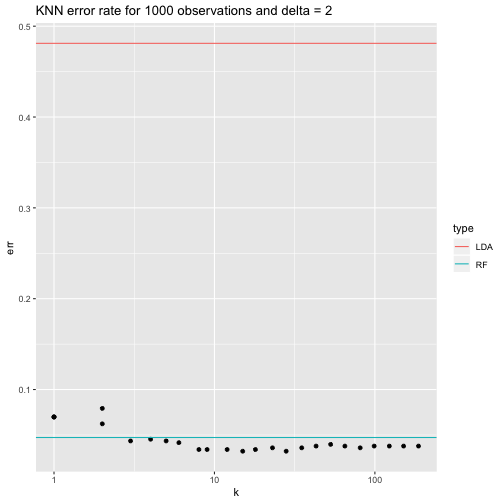 KNN error rate for 1000 observations and delta = 2
0.5
0.4
0.3
0.2
0.1
err
1 10 100
k
type
LDA
RF